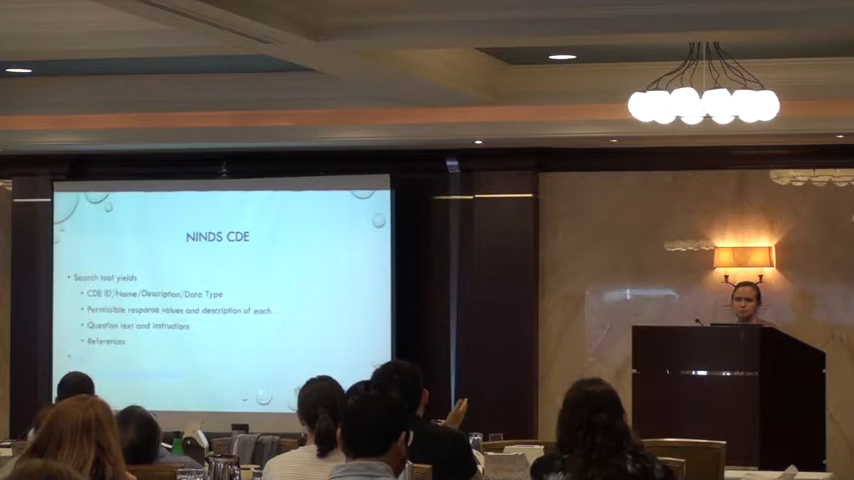 NINDS CDE
• Search tool yields
• CDE ID/Name/Description/Data Type
• Permissible response values and description of each
• Question text and instructions
• References